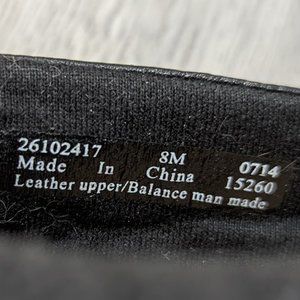 26102417 8M 0714
Made In China 15260
Leather upper/Balance man made